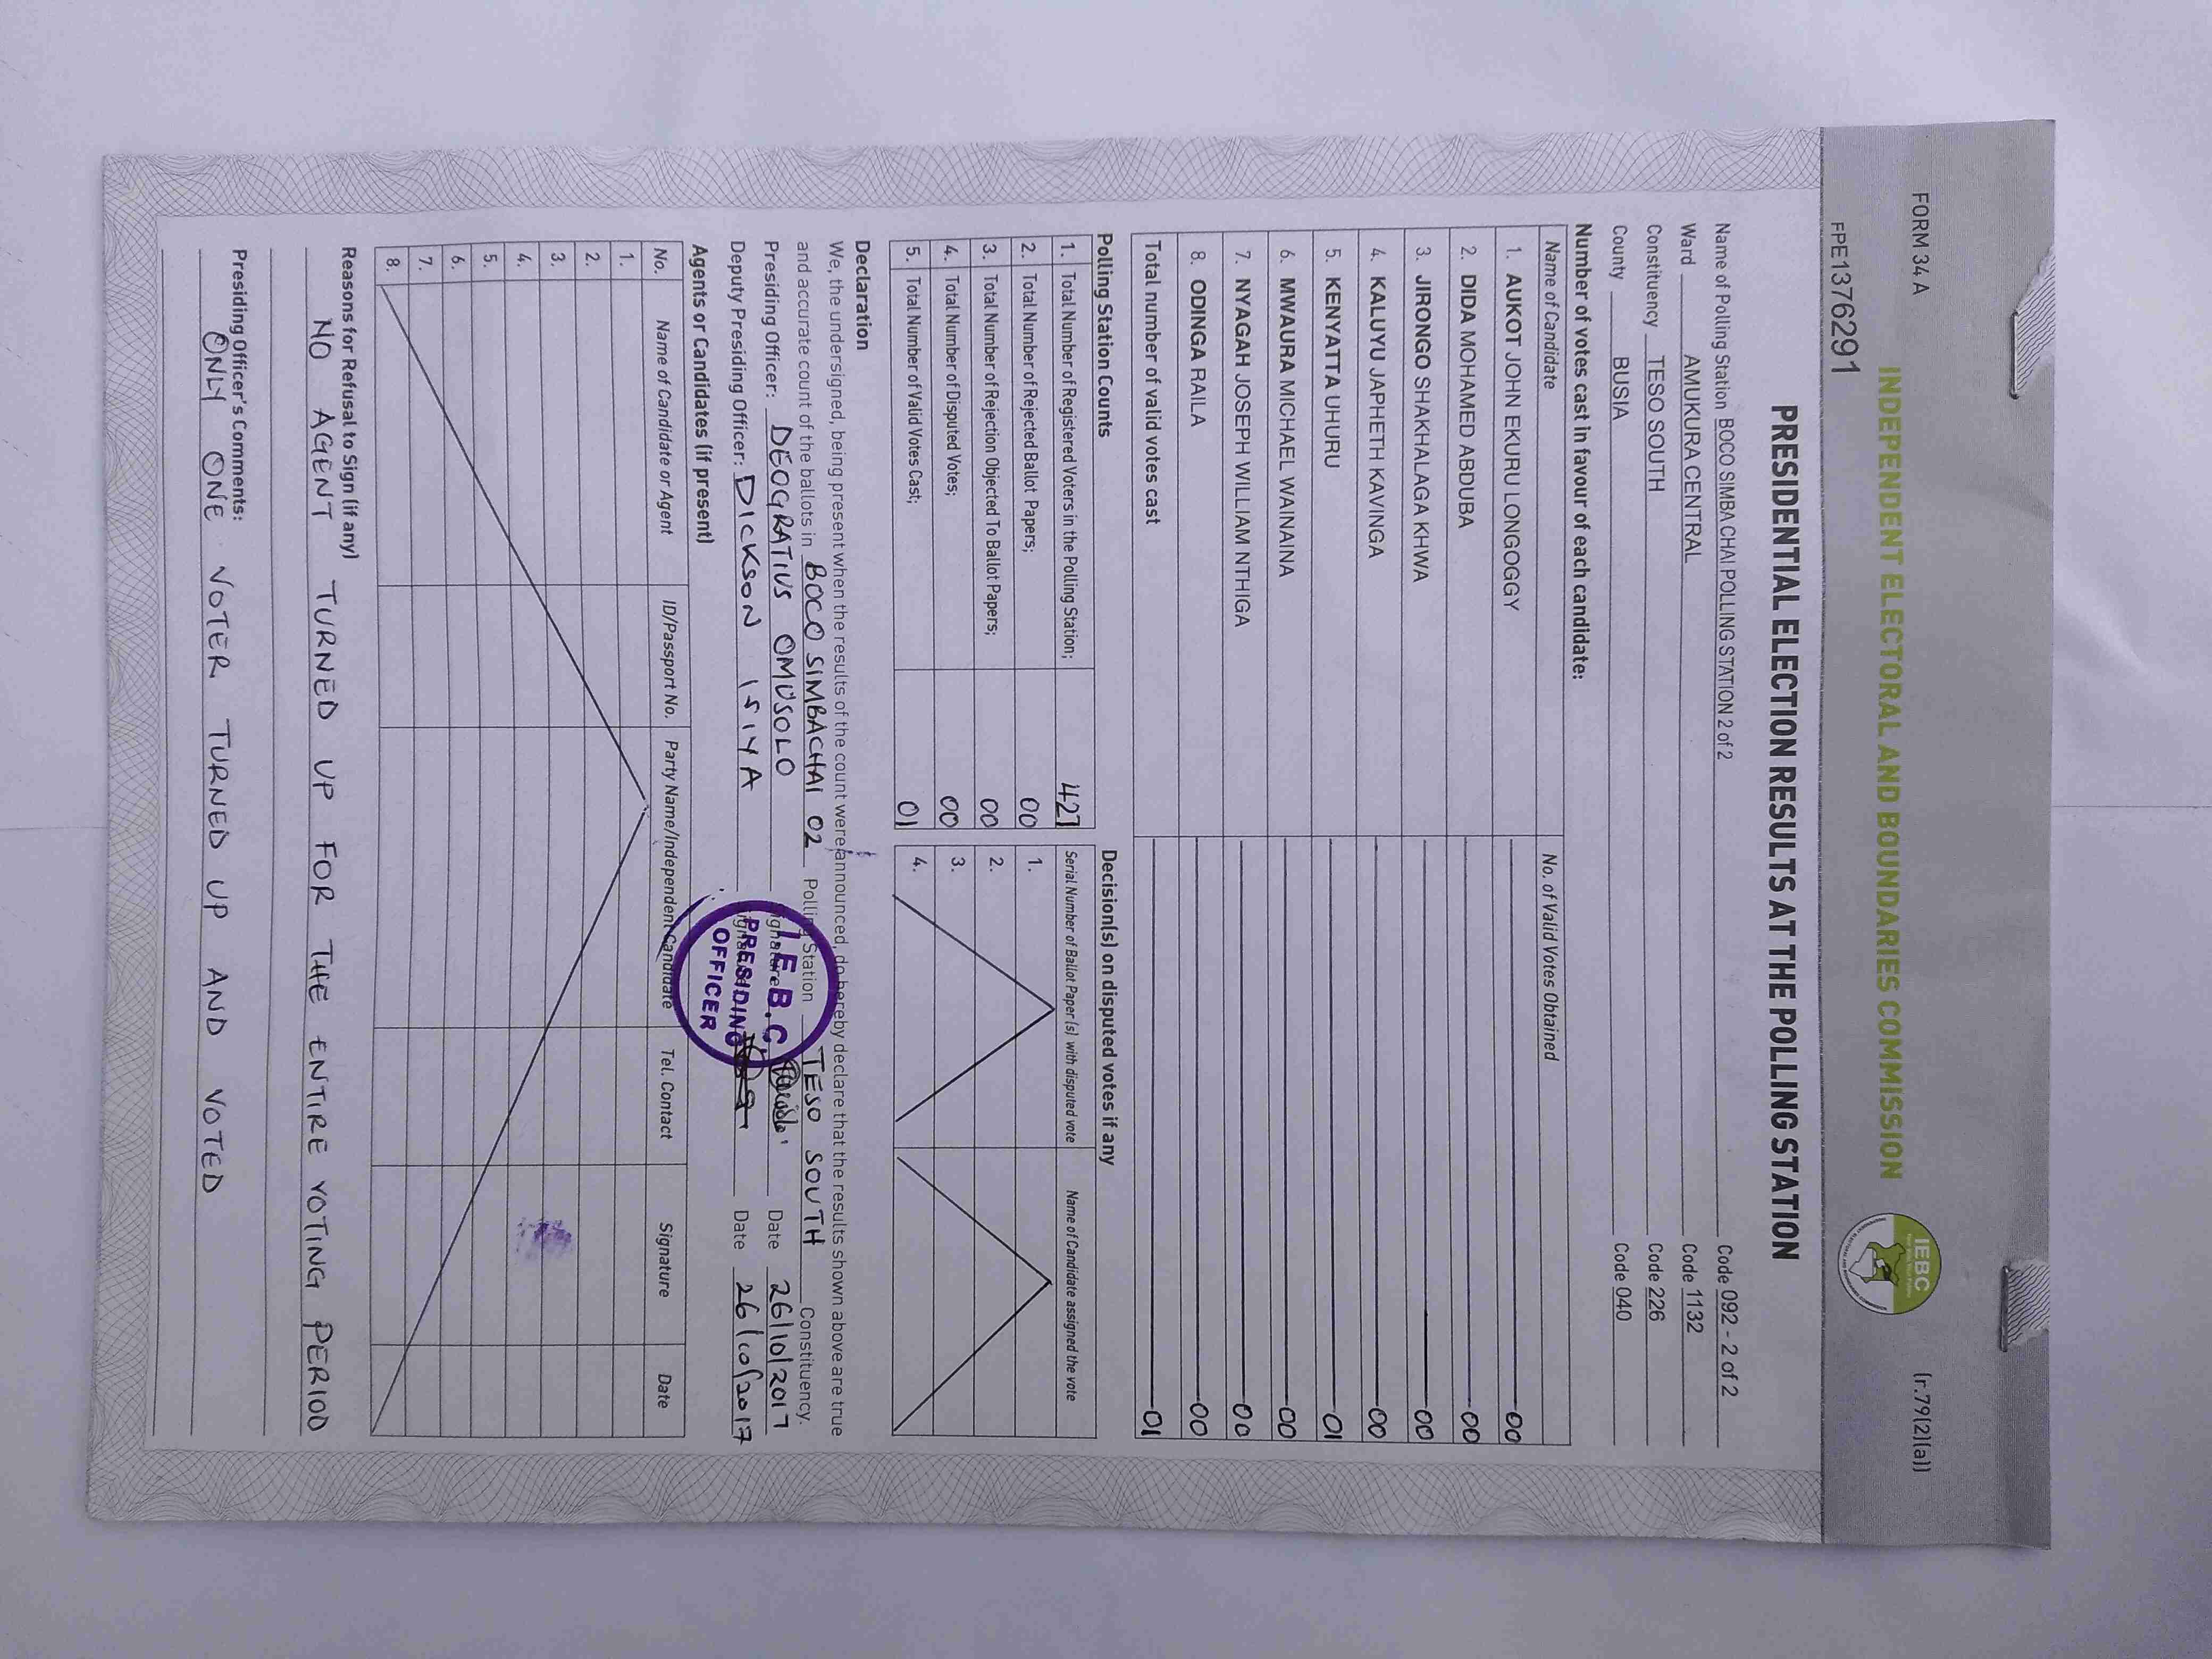 FORM 34 A
(r.79(2)(a))
INDEPENDENT ELECTORAL AND BOUNDARIES COMMISSION
IEBC
FPE1376291
PRESIDENTIAL ELECTION RESULTS AT THE POLLING STATION
Name of Polling Station BOCO SIMBA CHAI POLLING STATION 2 of 2 Code 092 - 2 of 2
Ward AMUKURA CENTRAL Code 1132
Constituency TESO SOUTH Code 226
County BUSIA Code 040
Number of votes cast in favour of each candidate:
Name of Candidate No. of Valid Votes Obtained
1. AUKOT JOHN EKURU LONGOGGY 00
2. DIDA MOHAMED ABDUBA 00
3. JIRONGO SHAKHALAGA KHWA 00
4. KALUYU JAPHETH KAVINGA 00
5. KENYATTA UHURU 01
6. MWAURA MICHAEL WAINAINA 00
7. NYAGAH JOSEPH WILLIAM NTHIGA 00
8. ODINGA RAILA 00
Total number of valid votes cast 01
Polling Station Counts
1. Total Number of Registered Voters in the Polling Station; 427
2. Total Number of Rejected Ballot Papers; 00
3. Total Number of Rejection Objected To Ballot Papers; 00
4. Total Number of Disputed Votes; 00
5. Total Number of Valid Votes Cast; 01
Decision(s) on disputed votes if any
Serial Number of Ballot Paper (s) with disputed vote Name of Candidate assigned the vote
1.
2.
3.
4.
Declaration
We, the undersigned, being present when the results of the count were announced, do hereby declare that the results shown above are true
and accurate count of the ballots in BOCO SIMBACHAI 02 Polling Station TESO SOUTH Constituency.
Presiding Officer: DEOGRATIUS OMUSOLO Signature Date 26/10/2017
Deputy Presiding Officer: DICKSON ISIYA Signature Date 26/10/2017
I.E.B.C
PRESIDING
OFFICER
Agents or Candidates (if present)
No. Name of Candidate or Agent ID/Passport No. Party Name/Independent Candidate Tel. Contact Signature Date
1.
2.
3.
4.
5.
6.
7.
8.
Reasons for Refusal to Sign (if any)
NO AGENT TURNED UP FOR THE ENTIRE VOTING PERIOD
Presiding Officer's Comments:
ONLY ONE VOTER TURNED UP AND VOTED